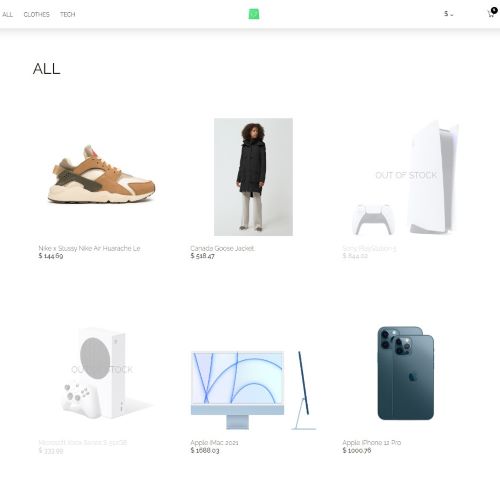 ALL
CLOTHES
TECH
$
ALL
OUT OF STOCK
Nike x Stussy Nike Air Huarache Le
$ 144.69
Canada Goose Jacket
$ 518.47
Sony PlayStation 5
$ 844.02
OUT OF STOCK
Microsoft Xbox Series S 512GB
$ 333.99
Apple iMac 2021
$ 1688.03
Apple iPhone 12 Pro
$ 1000.76